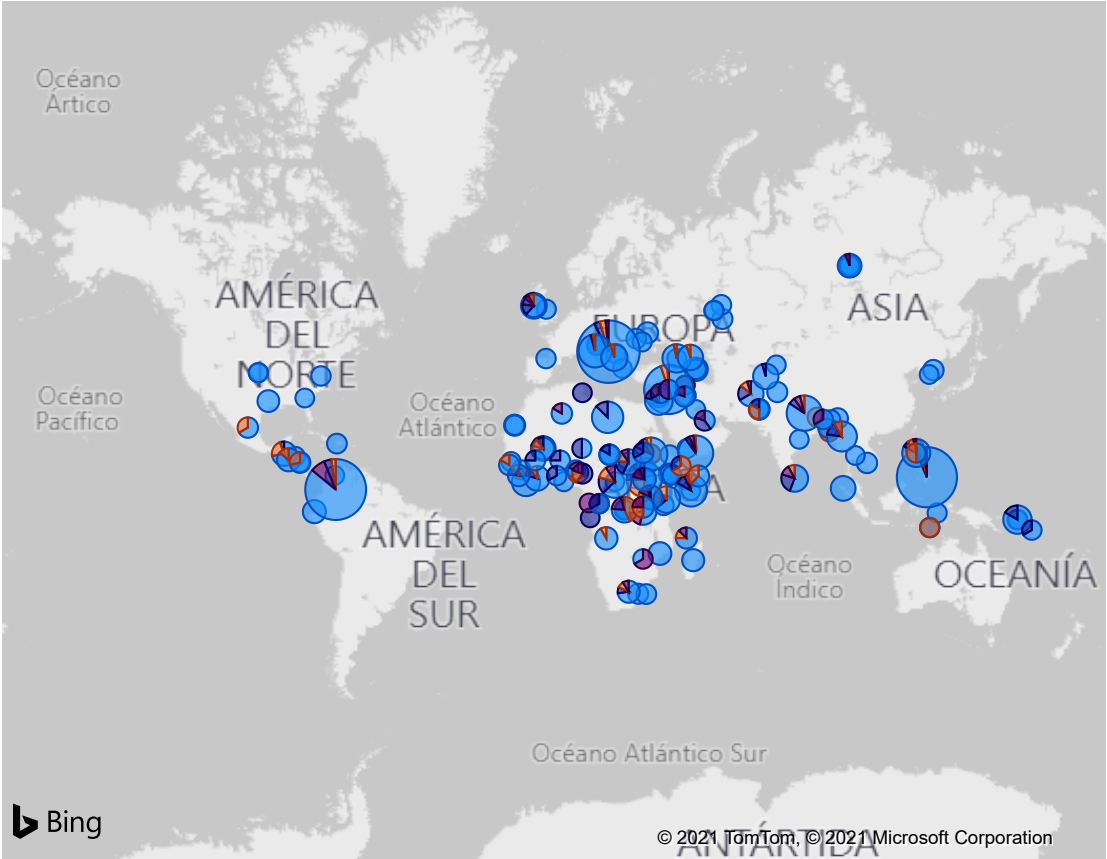 Océano
Ártico
AMÉRICA
DEL
NORTE
EUROPA
ASIA
Océano
Pacífico
Océano
Atlántico
AMÉRICA
DEL
SUR
Océano
Índico
OCEANÍA
Océano Atlántico Sur
Bing
ANTÁRTIDA
© 2021 TomTom, © 2021 Microsoft Corporation